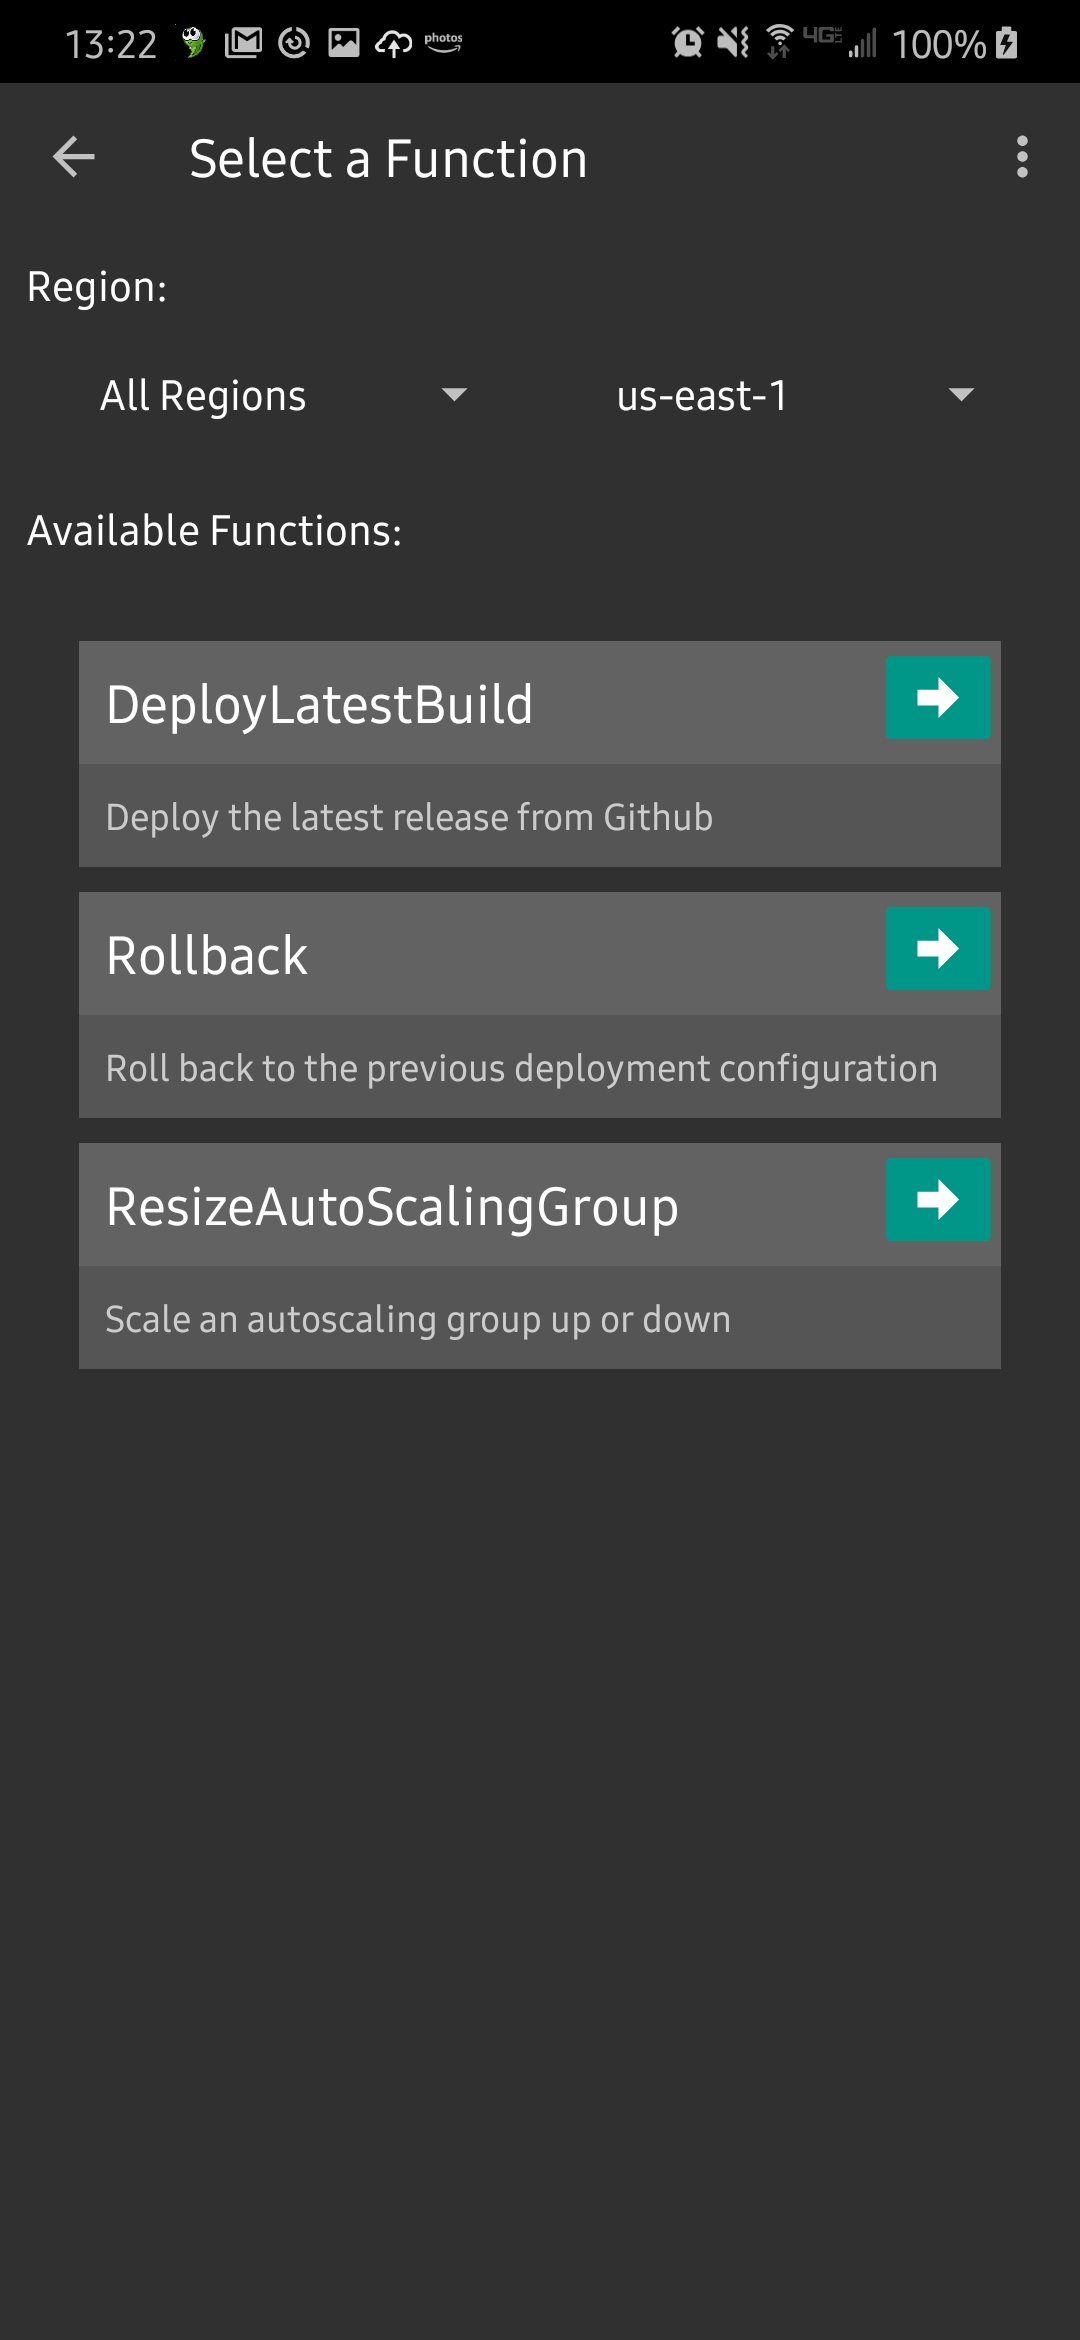 13:22 photos 4G LTE 100%
Select a Function
Region:
All Regions us-east-1
Available Functions:
DeployLatestBuild
Deploy the latest release from Github
Rollback
Roll back to the previous deployment configuration
ResizeAutoScalingGroup
Scale an autoscaling group up or down